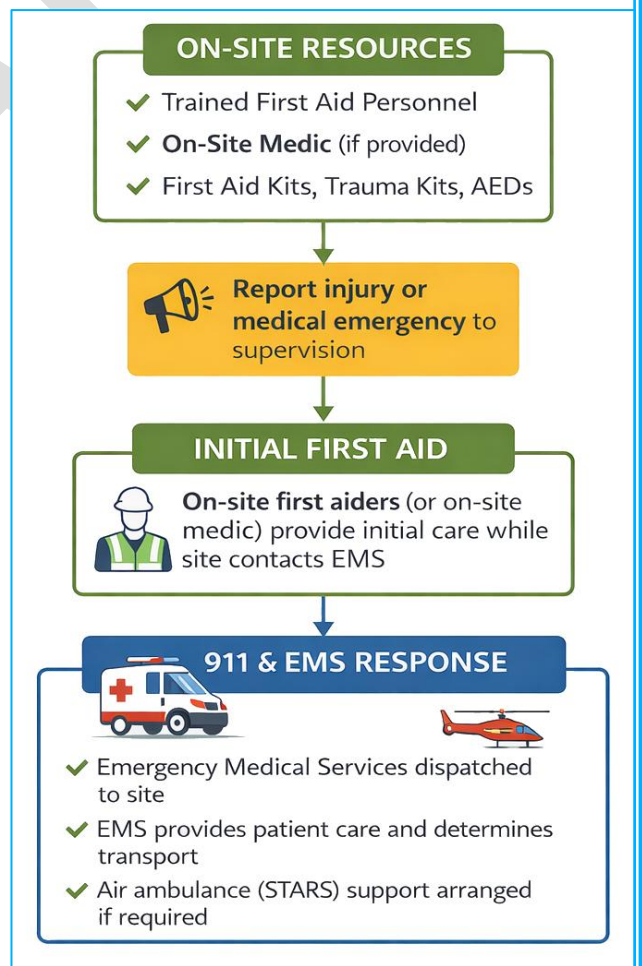 ON-SITE RESOURCES
Trained First Aid Personnel
On-Site Medic (if provided)
First Aid Kits, Trauma Kits, AEDs
Report injury or
medical emergency to
supervision
INITIAL FIRST AID
On-site first aiders (or on-site
medic) provide initial care while
site contacts EMS
911 & EMS RESPONSE
Emergency Medical Services dispatched
to site
EMS provides patient care and determines
transport
Air ambulance (STARS) support arranged
if required